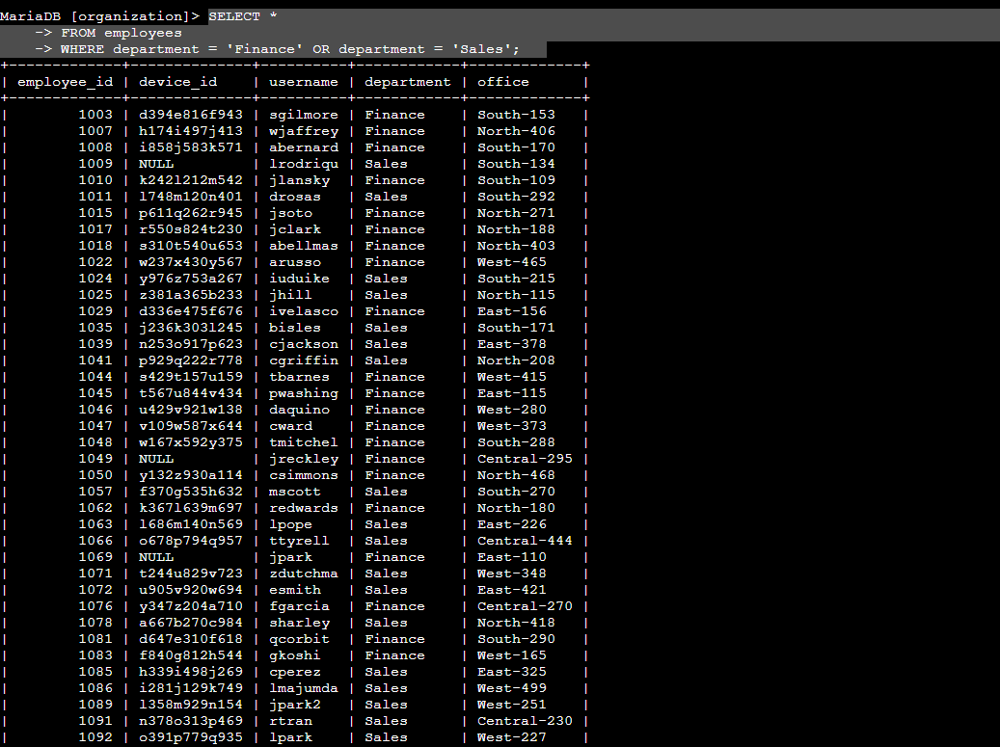 MariaDB [organization]> SELECT *
    -> FROM employees
    -> WHERE department = 'Finance' OR department = 'Sales';
+-------------+--------------+----------+------------+-------------+
| employee_id | device_id    | username | department | office      |
+-------------+--------------+----------+------------+-------------+
|        1003 | d394e816f943 | sgilmore | Finance    | South-153   |
|        1007 | h174i497j413 | wjaffrey | Finance    | North-406   |
|        1008 | i858j583k571 | abernard | Finance    | South-170   |
|        1009 | NULL         | lrodriqu | Sales      | South-134   |
|        1010 | k242l212m542 | jlansky  | Finance    | South-109   |
|        1011 | l748m120n401 | drosas   | Sales      | South-292   |
|        1015 | p611q262r945 | jsoto    | Finance    | North-271   |
|        1017 | r550s824t230 | jclark   | Finance    | North-188   |
|        1018 | s310t540u653 | abellmas | Finance    | North-403   |
|        1022 | w237x430y567 | arusso   | Finance    | West-465    |
|        1024 | y976z753a267 | iuduike  | Sales      | South-215   |
|        1025 | z381a365b233 | jhill    | Sales      | North-115   |
|        1029 | d336e475f676 | ivelasco | Finance    | East-156    |
|        1035 | j236k303l245 | bisles   | Sales      | South-171   |
|        1039 | n253o917p623 | cjackson | Sales      | East-378    |
|        1041 | p929q222r778 | cgriffin | Sales      | North-208   |
|        1044 | s429t157u159 | tbarnes  | Finance    | West-415    |
|        1045 | t567u844v434 | pwashing | Finance    | East-115    |
|        1046 | u429v921w138 | daquino  | Finance    | West-280    |
|        1047 | v109w587x644 | cward    | Finance    | West-373    |
|        1048 | w167x592y375 | tmitchel | Finance    | South-288   |
|        1049 | NULL         | jreckley | Finance    | Central-295 |
|        1050 | y132z930a114 | csimmons | Finance    | North-468   |
|        1057 | f370g535h632 | mscott   | Sales      | South-270   |
|        1062 | k367l639m697 | redwards | Finance    | North-180   |
|        1063 | l686m140n569 | lpope    | Sales      | East-226    |
|        1066 | o678p794q957 | ttyrell  | Sales      | Central-444 |
|        1069 | NULL         | jpark    | Finance    | East-110    |
|        1071 | t244u829v723 | zdutchma | Sales      | West-348    |
|        1072 | u905v920w694 | esmith   | Sales      | East-421    |
|        1076 | y347z204a710 | fgarcia  | Finance    | Central-270 |
|        1078 | a667b270c984 | sharley  | Sales      | North-418   |
|        1081 | d647e310f618 | qcorbit  | Finance    | South-290   |
|        1083 | f840g812h544 | gkoshi   | Finance    | West-165    |
|        1085 | h339i498j269 | cperez   | Sales      | East-325    |
|        1086 | i281j129k749 | lmajumda | Sales      | West-499    |
|        1089 | l358m929n154 | jpark2   | Sales      | West-251    |
|        1091 | n378o313p469 | rtran    | Sales      | Central-230 |
|        1092 | o391p779q935 | lpark    | Sales      | West-227    |